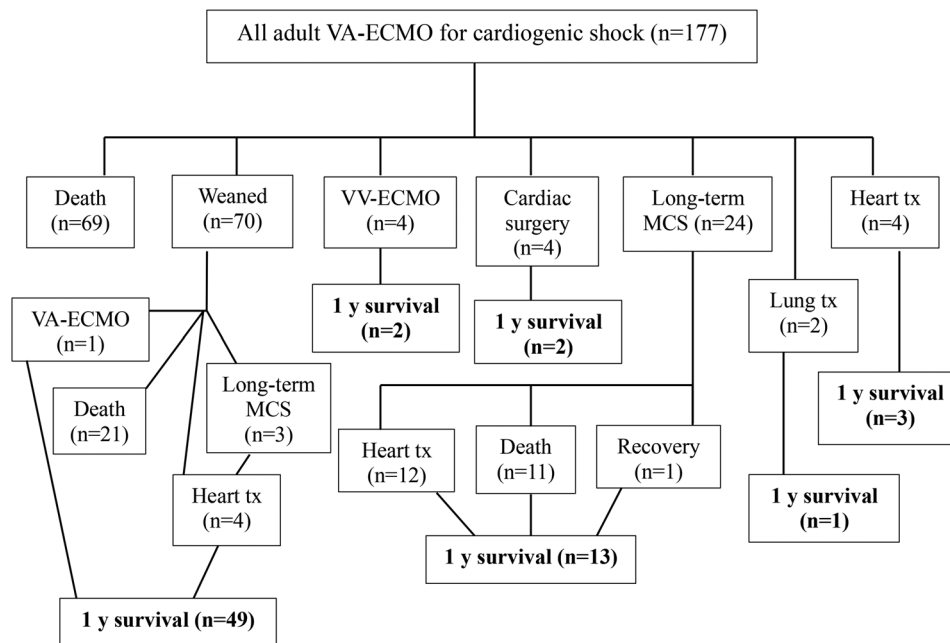 All adult VA-ECMO for cardiogenic shock (n=177)
Death
(n=69)
Weaned
(n=70)
VV-ECMO
(n=4)
Cardiac
surgery
(n=4)
Long-term
MCS (n=24)
Heart tx
(n=4)
Lung tx
(n=2)
VA-ECMO
(n=1)
1 y survival
(n=2)
1 y survival
(n=2)
Death
(n=21)
Long-term
MCS
(n=3)
1 y survival
(n=3)
Heart tx
(n=12)
Death
(n=11)
Recovery
(n=1)
Heart tx
(n=4)
1 y survival
(n=1)
1 y survival (n=13)
1 y survival (n=49)